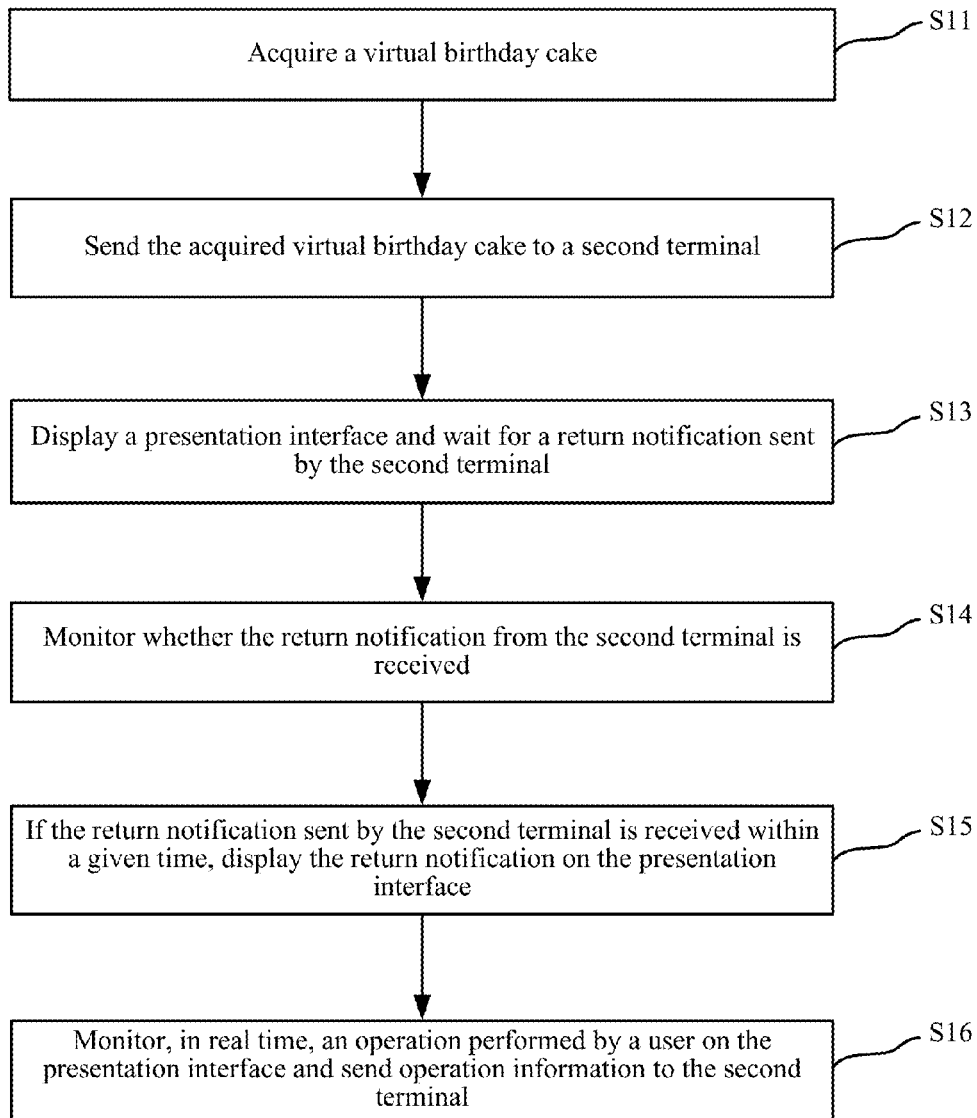 S11
Acquire a virtual birthday cake
S12
Send the acquired virtual birthday cake to a second terminal
S13
Display a presentation interface and wait for a return notification sent
by the second terminal
S14
Monitor whether the return notification from the second terminal is
received
S15
If the return notification sent by the second terminal is received within
a given time, display the return notification on the presentation
interface
S16
Monitor, in real time, an operation performed by a user on the
presentation interface and send operation information to the second
terminal